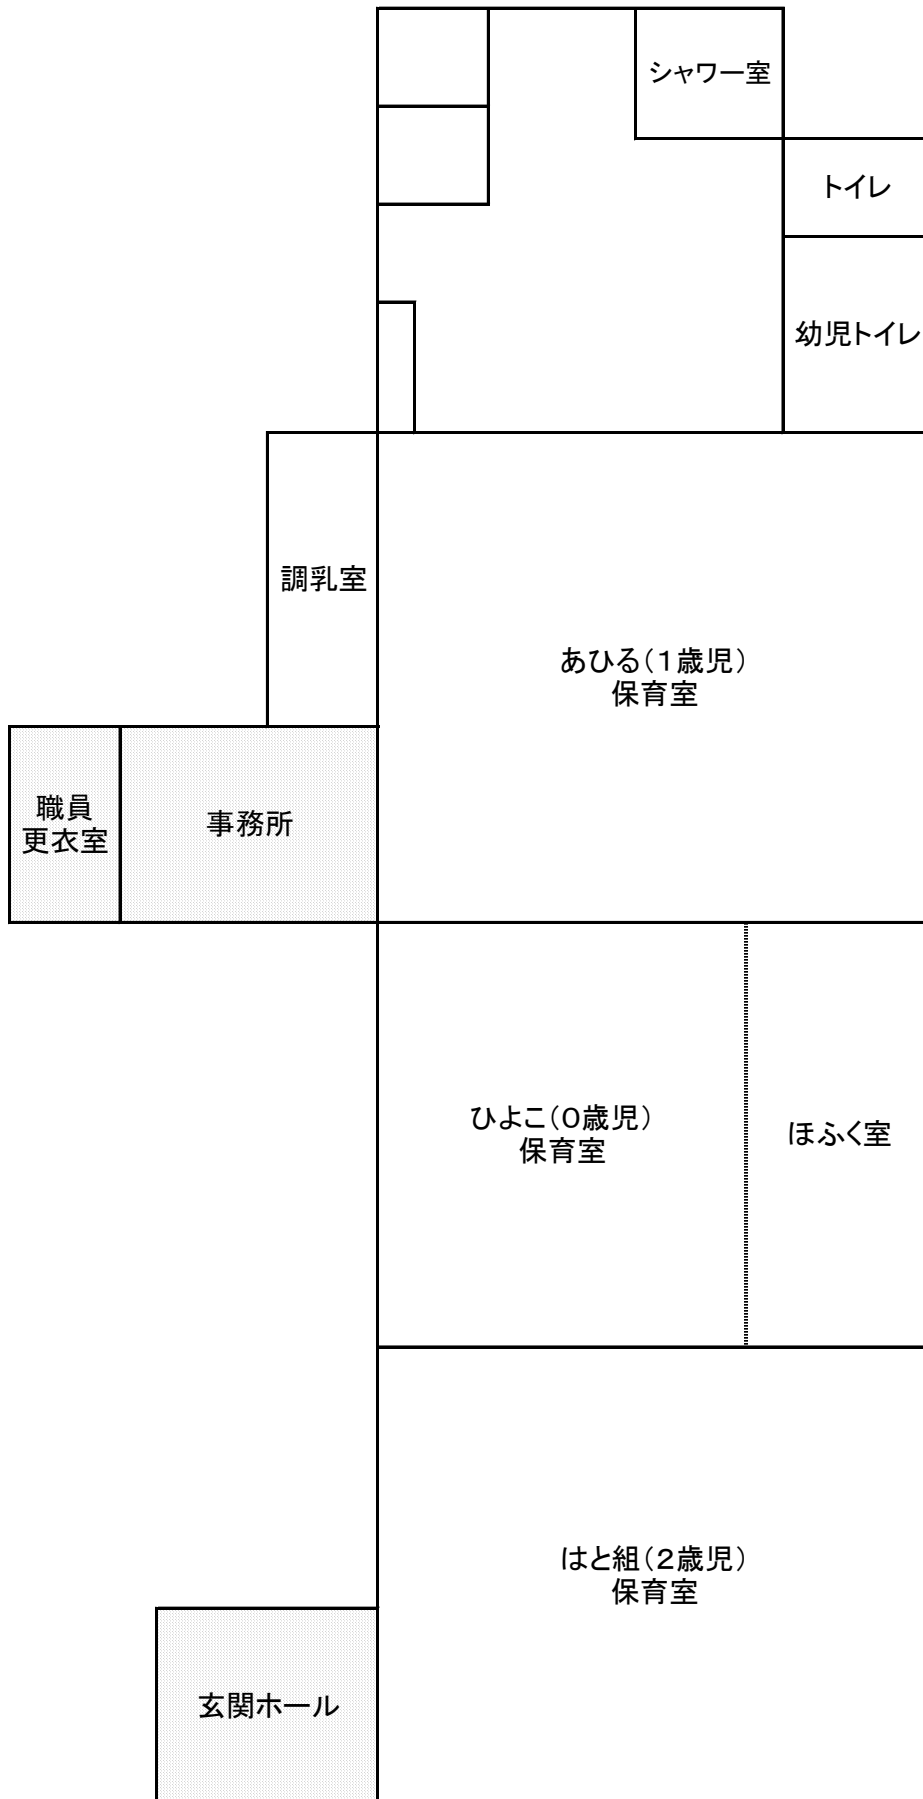 シャワー室
トイレ
幼児トイレ
調乳室
あひる(1歳児)
保育室
職員
更衣室
事務所
ひよこ(0歳児)
保育室
ほふく室
はと組(2歳児)
保育室
玄関ホール